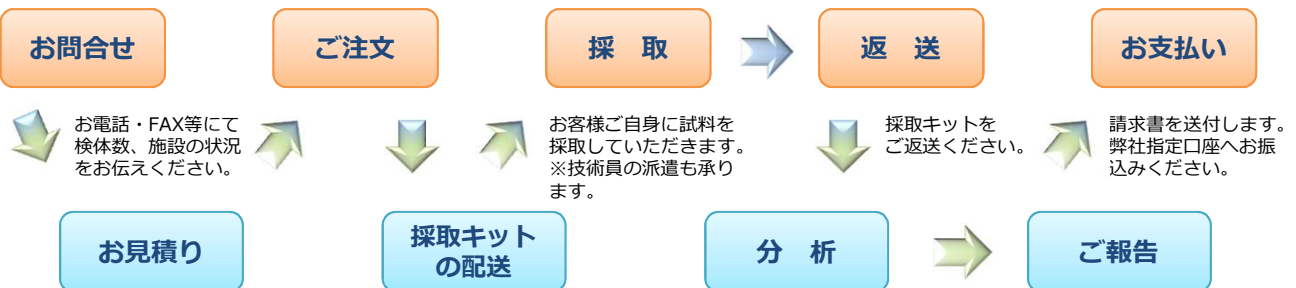 お問合せ
ご注文
採 取
返 送
お支払い
お電話・FAX等にて
検体数、施設の状況
をお伝えください。
お客様ご自身に試料を
採取していただきます。
※技術員の派遣も承り
ます。
採取キットを
ご返送ください。
請求書を送付します。
弊社指定口座へお振
込みください。
お見積り
採取キット
の配送
分 析
ご報告